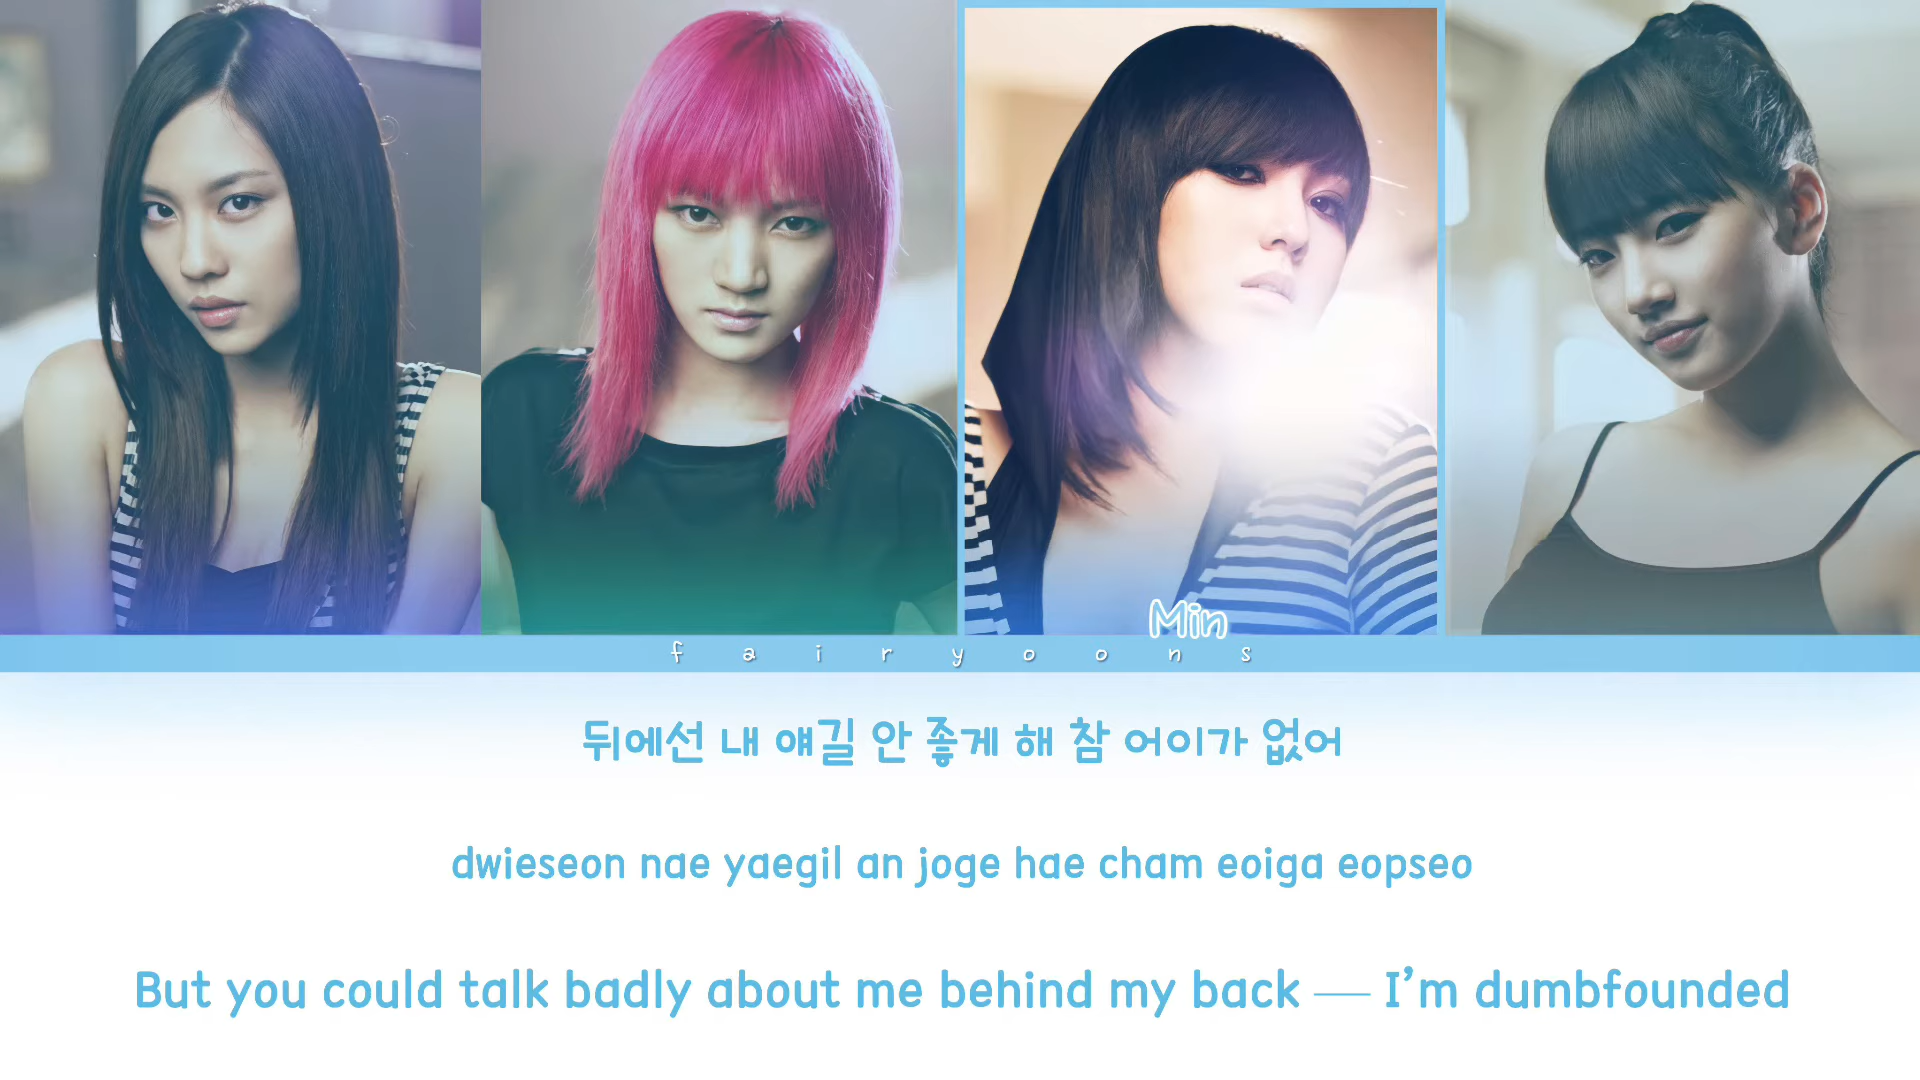 Min
fairyoons
뒤에선 내 얘길 안 좋게 해 참 어이가 없어
dwieseon nae yaegil an joge hae cham eoiga eopseo
But you could talk badly about me behind my back — I’m dumbfounded